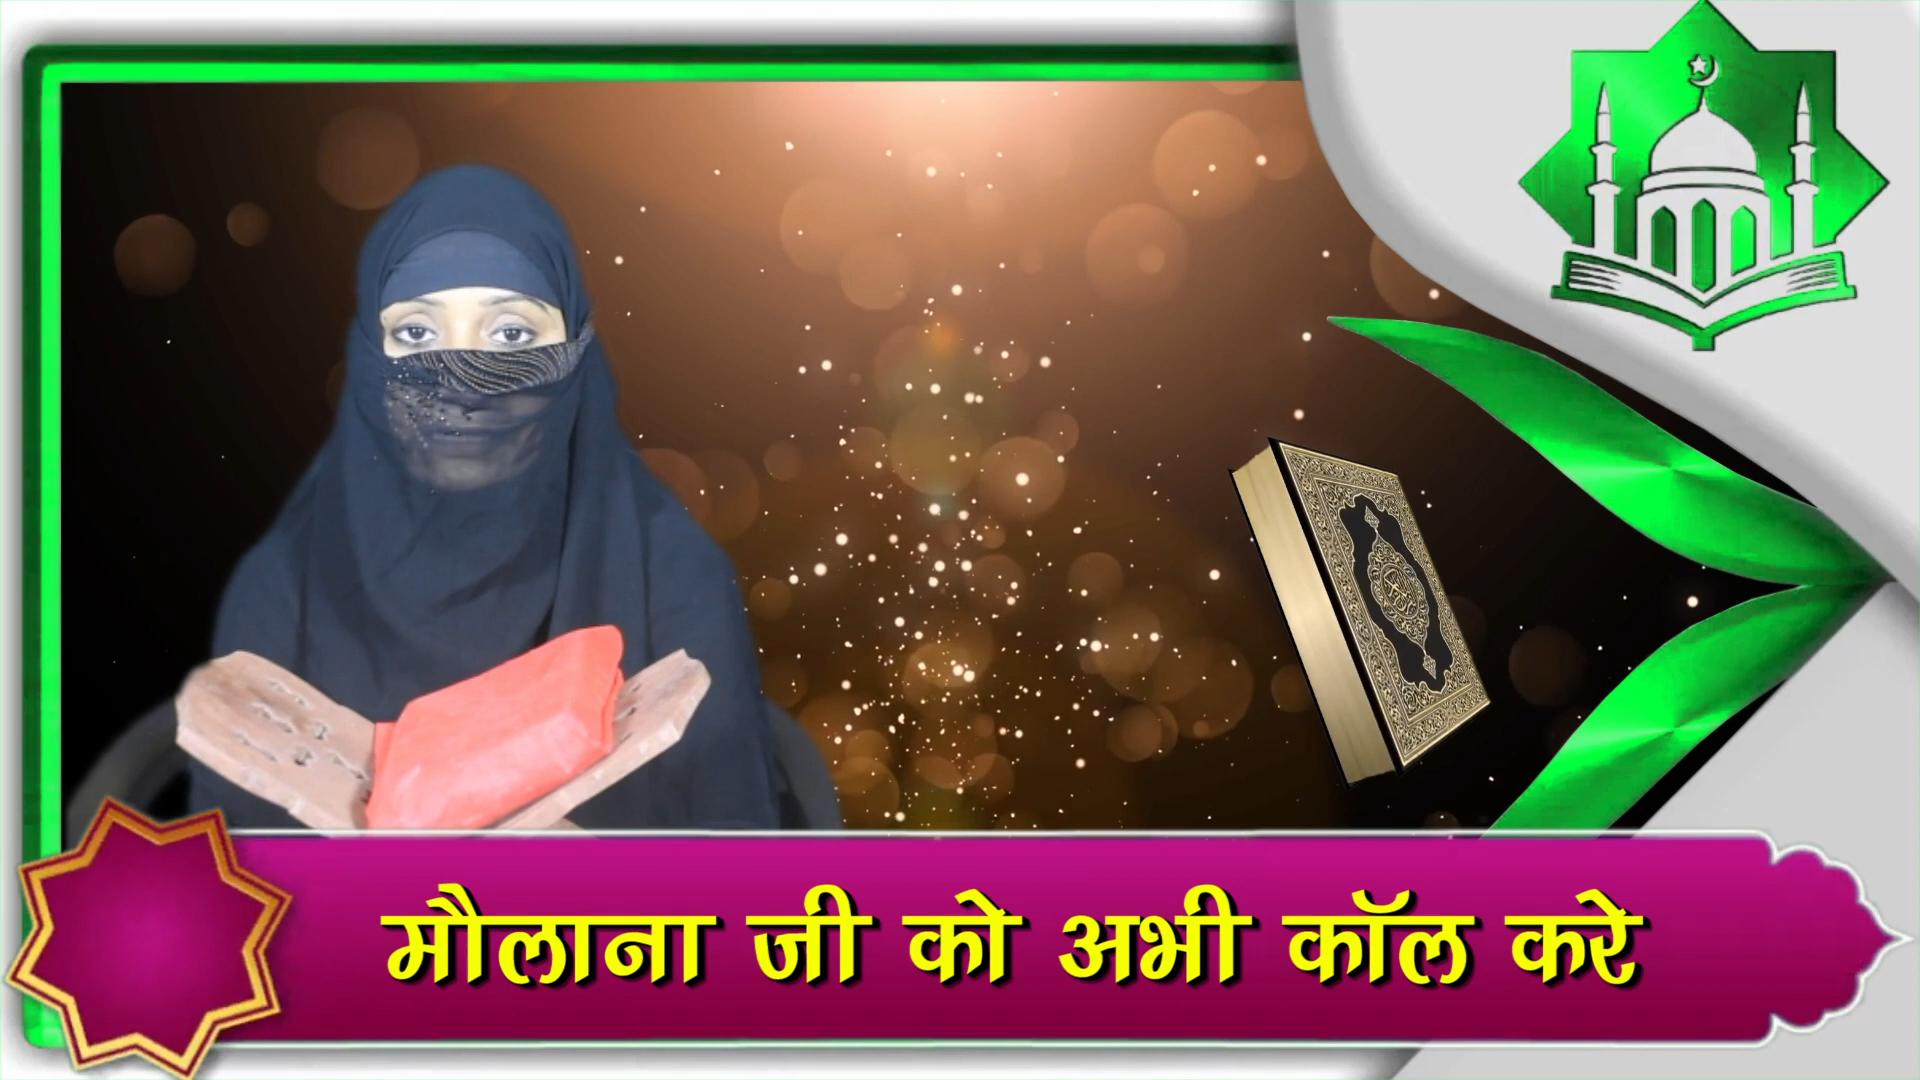 मौलाना जी को अभी कॉल करे